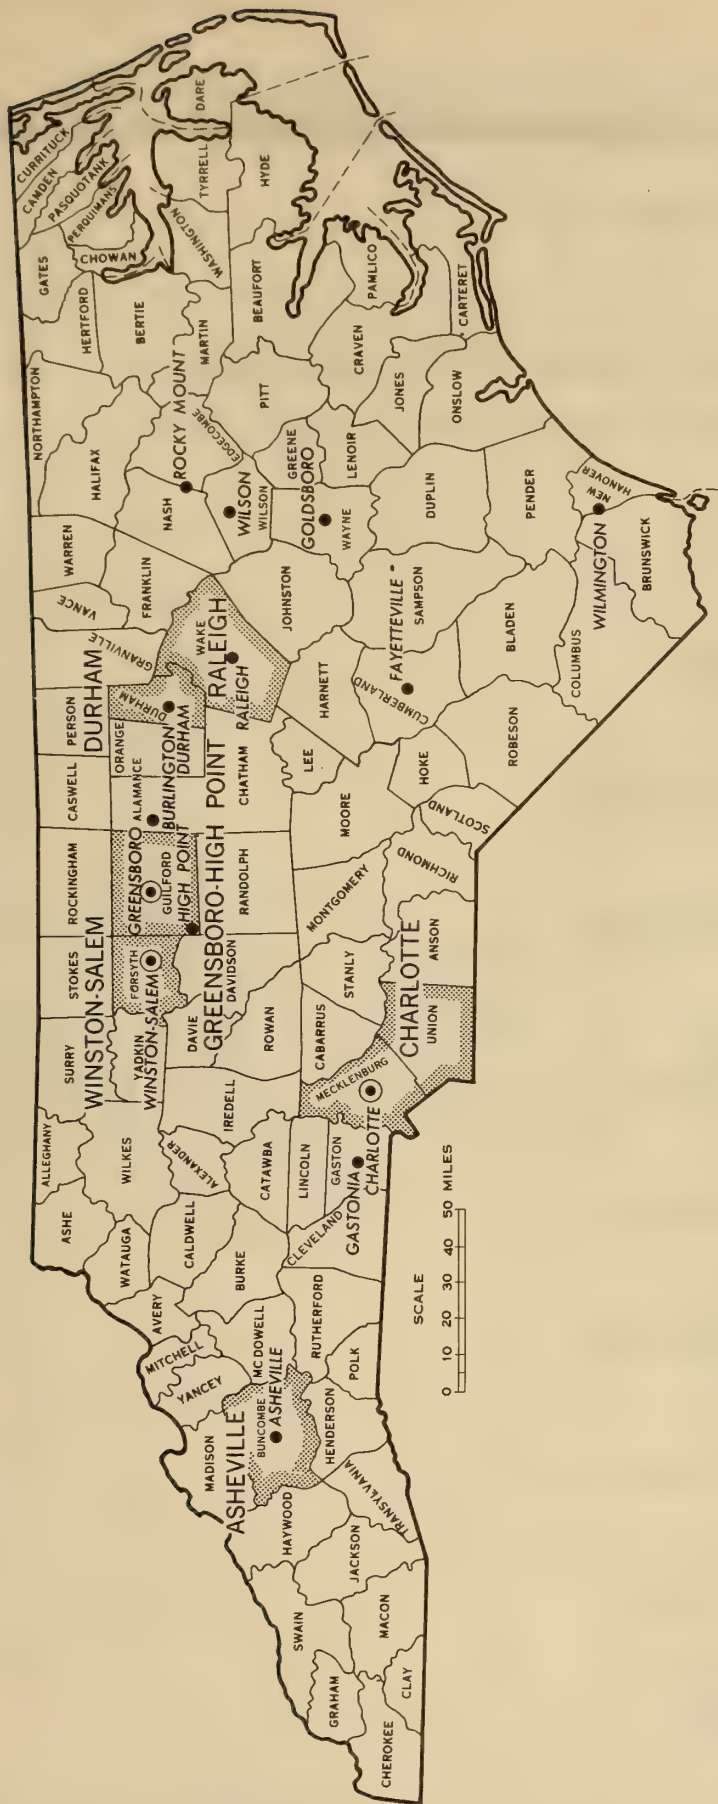 CHEROKEE
GRAHAM
CLAY
SWAIN
MACON
JACKSON
HAYWOOD
TRANSYLVANIA
ASHEVILLE
MADISON
BUNCOMBE
ASHEVILLE
HENDERSON
YANCEY
MITCHELL
MC DOWELL
RUTHERFORD
POLK
AVERY
WATAUGA
ASHE
ALLEGHANY
CALDWELL
BURKE
CLEVELAND
WILKES
ALEXANDER
CATAWBA
LINCOLN
GASTON
GASTONIA
SURRY
YADKIN
IREDELL
WINSTON-SALEM
WINSTON-SALEM
STOKES
FORSYTH
DAVIE
ROWAN
CABARRUS
MECKLENBURG
CHARLOTTE
CHARLOTTE
UNION
STANLY
ANSON
DAVIDSON
GREENSBORO-HIGH POINT
ROCKINGHAM
GREENSBORO
GUILFORD
HIGH POINT
RANDOLPH
MONTGOMERY
RICHMOND
CASWELL
ALAMANCE
BURLINGTON
CHATHAM
MOORE
SCOTLAND
HOKE
LEE
PERSON
ORANGE
DURHAM
DURHAM
DURHAM
GRANVILLE
VANCE
WARREN
FRANKLIN
WAKE
RALEIGH
RALEIGH
HARNETT
JOHNSTON
CUMBERLAND
FAYETTEVILLE
SAMPSON
ROBESON
BLADEN
COLUMBUS
WILMINGTON
BRUNSWICK
NEW
HANOVER
PENDER
DUPLIN
ONSLOW
JONES
LENOIR
GREENE
WAYNE
GOLDSBORO
WILSON
WILSON
NASH
ROCKY MOUNT
EDGECOMBE
HALIFAX
NORTHAMPTON
HERTFORD
BERTIE
MARTIN
PITT
BEAUFORT
CRAVEN
PAMLICO
CARTERET
GATES
CHOWAN
PERQUIMANS
PASQUOTANK
CAMDEN
CURRITUCK
WASHINGTON
TYRRELL
DARE
HYDE
SCALE
0 10 20 30 40 50 MILES